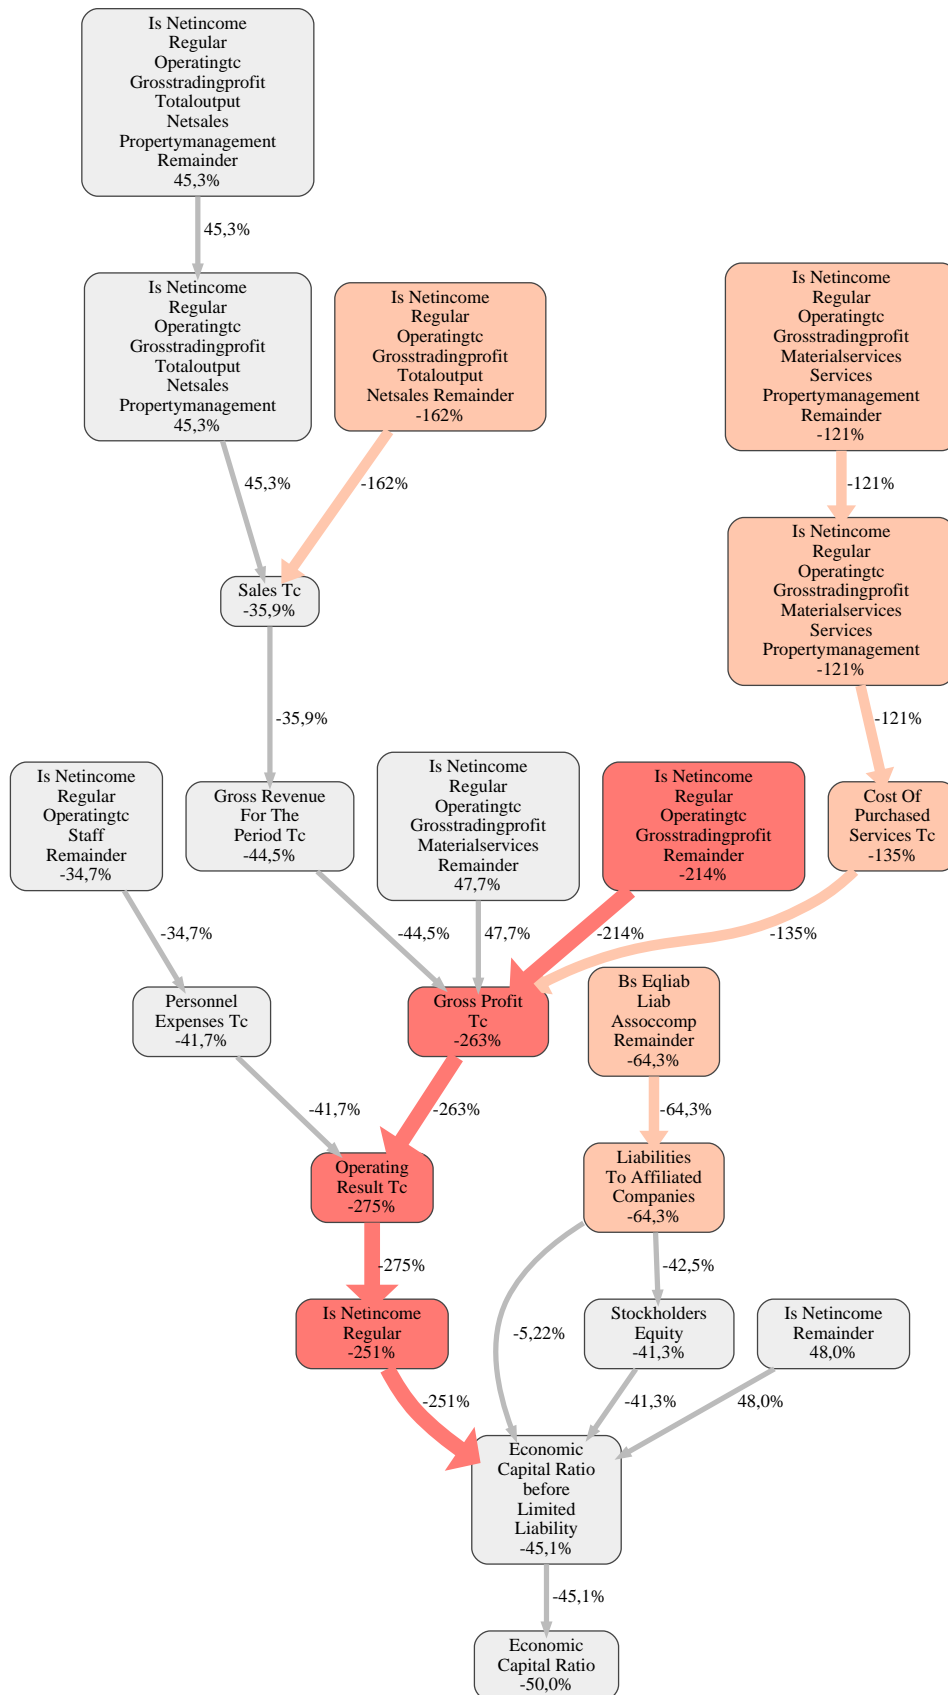 Is Netincome
Regular
Operatingtc
Grosstradingprofit
Totaloutput
Netsales
Propertymanagement
Remainder
45,3%
45,3%
Is Netincome
Regular
Operatingtc
Grosstradingprofit
Totaloutput
Netsales
Propertymanagement
45,3%
Is Netincome
Regular
Operatingtc
Grosstradingprofit
Totaloutput
Netsales Remainder
-162%
Is Netincome
Regular
Operatingtc
Grosstradingprofit
Materialservices
Services
Propertymanagement
Remainder
-121%
45,3%
-162%
-121%
Is Netincome
Regular
Operatingtc
Grosstradingprofit
Materialservices
Services
Propertymanagement
-121%
Sales Tc
-35,9%
-35,9%
-121%
Is Netincome
Regular
Operatingtc
Staff
Remainder
-34,7%
Gross Revenue
For The
Period Tc
-44,5%
Is Netincome
Regular
Operatingtc
Grosstradingprofit
Materialservices
Remainder
47,7%
Is Netincome
Regular
Operatingtc
Grosstradingprofit
Remainder
-214%
Cost Of
Purchased
Services Tc
-135%
-34,7%
-44,5%
47,7%
-214%
-135%
Personnel
Expenses Tc
-41,7%
Gross Profit
Tc
-263%
Bs Eqliab
Liab
Assoccomp
Remainder
-64,3%
-41,7%
-263%
-64,3%
Operating
Result Tc
-275%
Liabilities
To Affiliated
Companies
-64,3%
-275%
-42,5%
Is Netincome
Regular
-251%
-5,22%
Stockholders
Equity
-41,3%
Is Netincome
Remainder
48,0%
-251%
-41,3%
48,0%
Economic
Capital Ratio
before
Limited
Liability
-45,1%
-45,1%
Economic
Capital Ratio
-50,0%